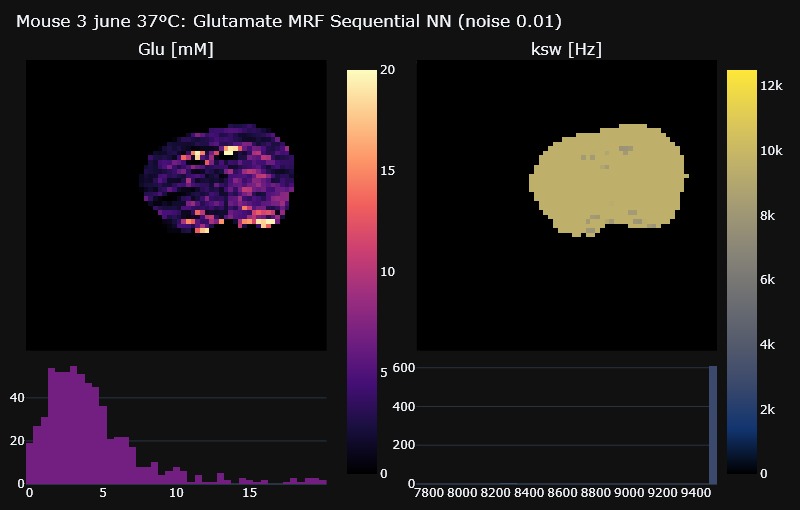 Mouse 3 june 37ºC: Glutamate MRF Sequential NN (noise 0.01)
Glu [mM]
ksw [Hz]
20
15
10
5
0
12k
10k
8k
6k
4k
2k
0
40
20
0
0 5 10 15
600
400
200
0
7800 8000 8200 8400 8600 8800 9000 9200 9400